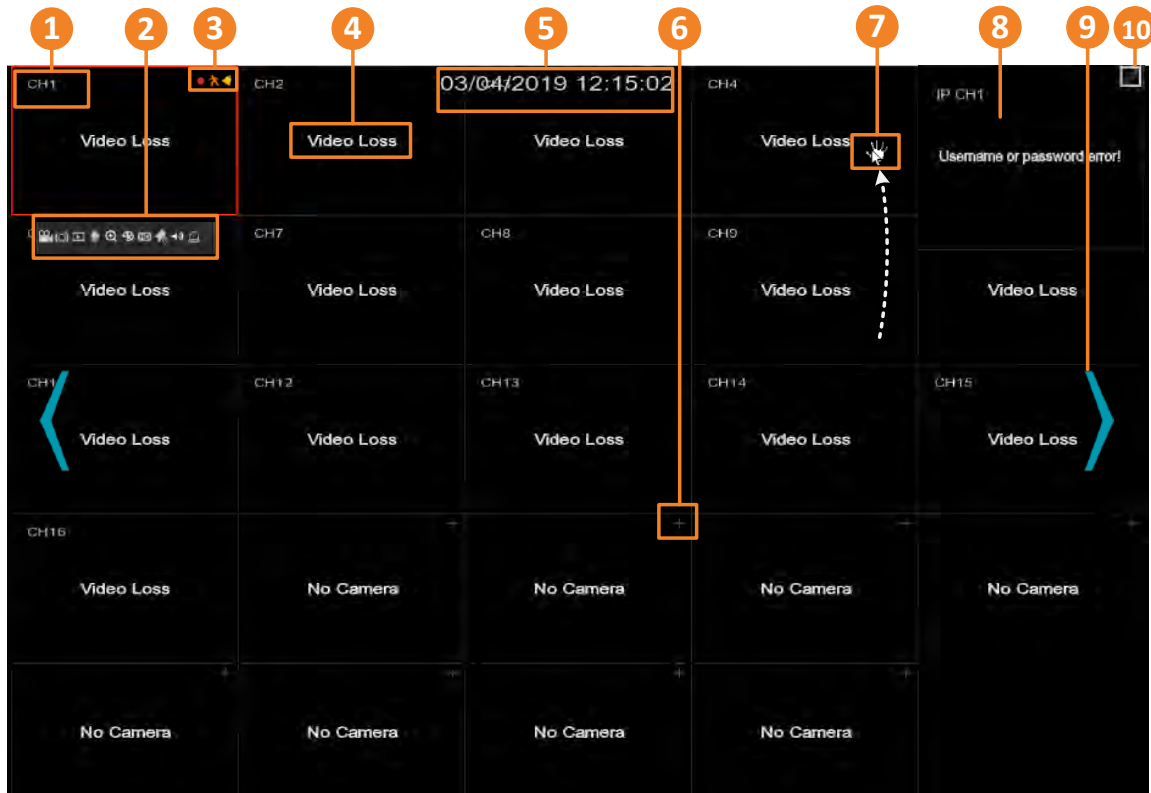 1 2 3 4 5 6 7 8 9 10
CH1 CH2 03/04/2019 12:15:02 CH4
IP CH1
Video Loss Video Loss Video Loss Video Loss
Username or password error!
CH7 CH8 CH9
Video Loss Video Loss Video Loss Video Loss Video Loss
CH12 CH13 CH14 CH15
Video Loss Video Loss Video Loss Video Loss Video Loss
CH16
Video Loss No Camera No Camera No Camera No Camera
No Camera No Camera No Camera No Camera